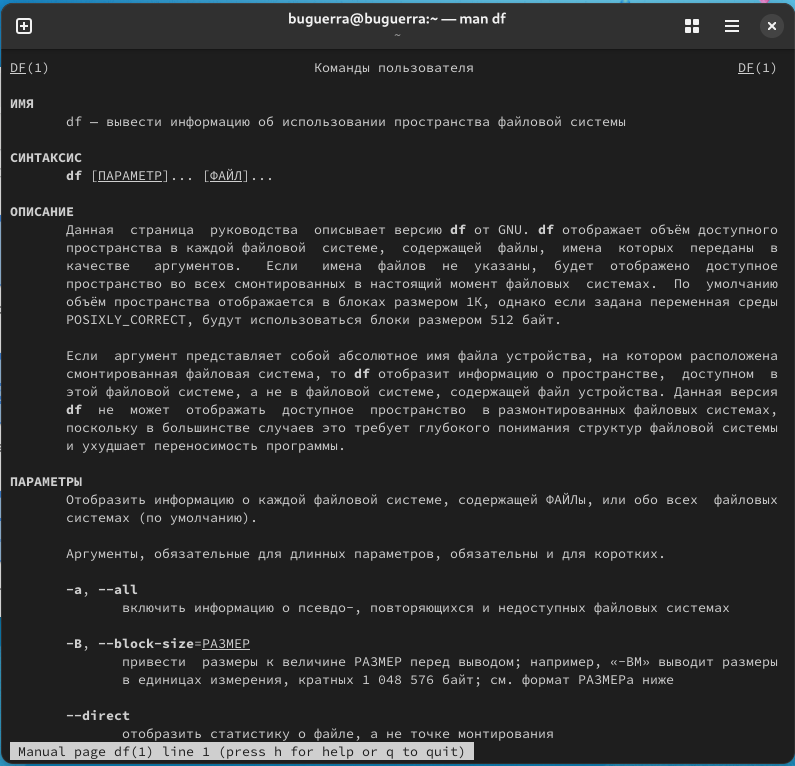 buguerra@buguerra:~ — man df
~
DF(1) Команды пользователя DF(1)
ИМЯ
df – вывести информацию об использовании пространства файловой системы
СИНТАКСИС
df [ПАРАМЕТР]... [ФАЙЛ]...
ОПИСАНИЕ
Данная страница руководства описывает версию df от GNU. df отображает объём доступного
пространства в каждой файловой системе, содержащей файлы, имена которых переданы в
качестве аргументов. Если имена файлов не указаны, будет отображено доступное
пространство во всех смонтированных в настоящий момент файловых системах. По умолчанию
объём пространства отображается в блоках размером 1K, однако если задана переменная среды
POSIXLY_CORRECT, будут использоваться блоки размером 512 байт.
Если аргумент представляет собой абсолютное имя файла устройства, на котором расположена
смонтированная файловая система, то df отобразит информацию о пространстве, доступном в
этой файловой системе, а не в файловой системе, содержащей файл устройства. Данная версия
df не может отображать доступное пространство в размонтированных файловых системах,
поскольку в большинстве случаев это требует глубокого понимания структур файловой системы
и ухудшает переносимость программы.
ПАРАМЕТРЫ
Отобразить информацию о каждой файловой системе, содержащей ФАЙЛы, или обо всех файловых
системах (по умолчанию).
Аргументы, обязательные для длинных параметров, обязательны и для коротких.
-a, --all
включить информацию о псевдо-, повторяющихся и недоступных файловых системах
-B, --block-size=РАЗМЕР
привести размеры к величине РАЗМЕР перед выводом; например, «-BM» выводит размеры
в единицах измерения, кратных 1 048 576 байт; см. формат РАЗМЕРа ниже
--direct
отобразить статистику о файле, а не точке монтирования
Manual page df(1) line 1 (press h for help or q to quit)